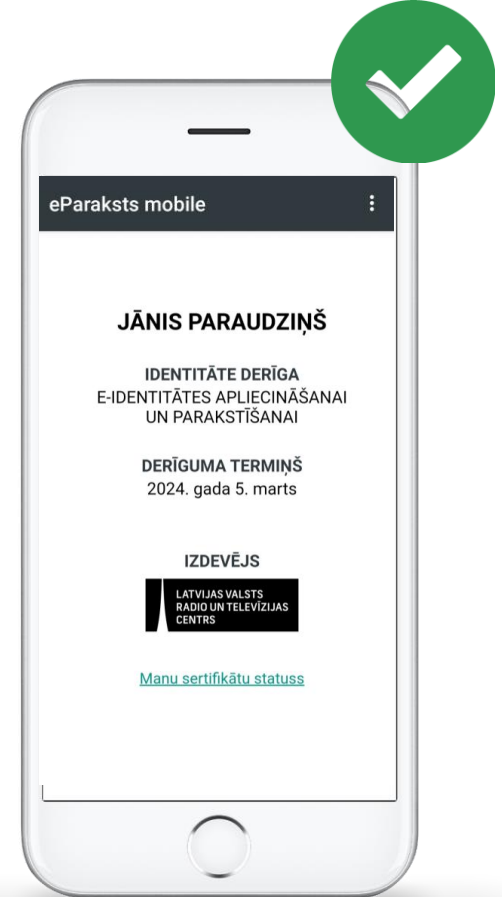 eParaksts mobile
JĀNIS PARAUDZIŅŠ
IDENTITĀTE DERĪGA
E-IDENTITĀTES APLIECINĀŠANAI
UN PARAKSTĪŠANAI
DERĪGUMA TERMIŅŠ
2024. gada 5. marts
IZDEVĒJS
LATVIJAS VALSTS
RADIO UN TELEVĪZIJAS
CENTRS
Manu sertifikātu statuss